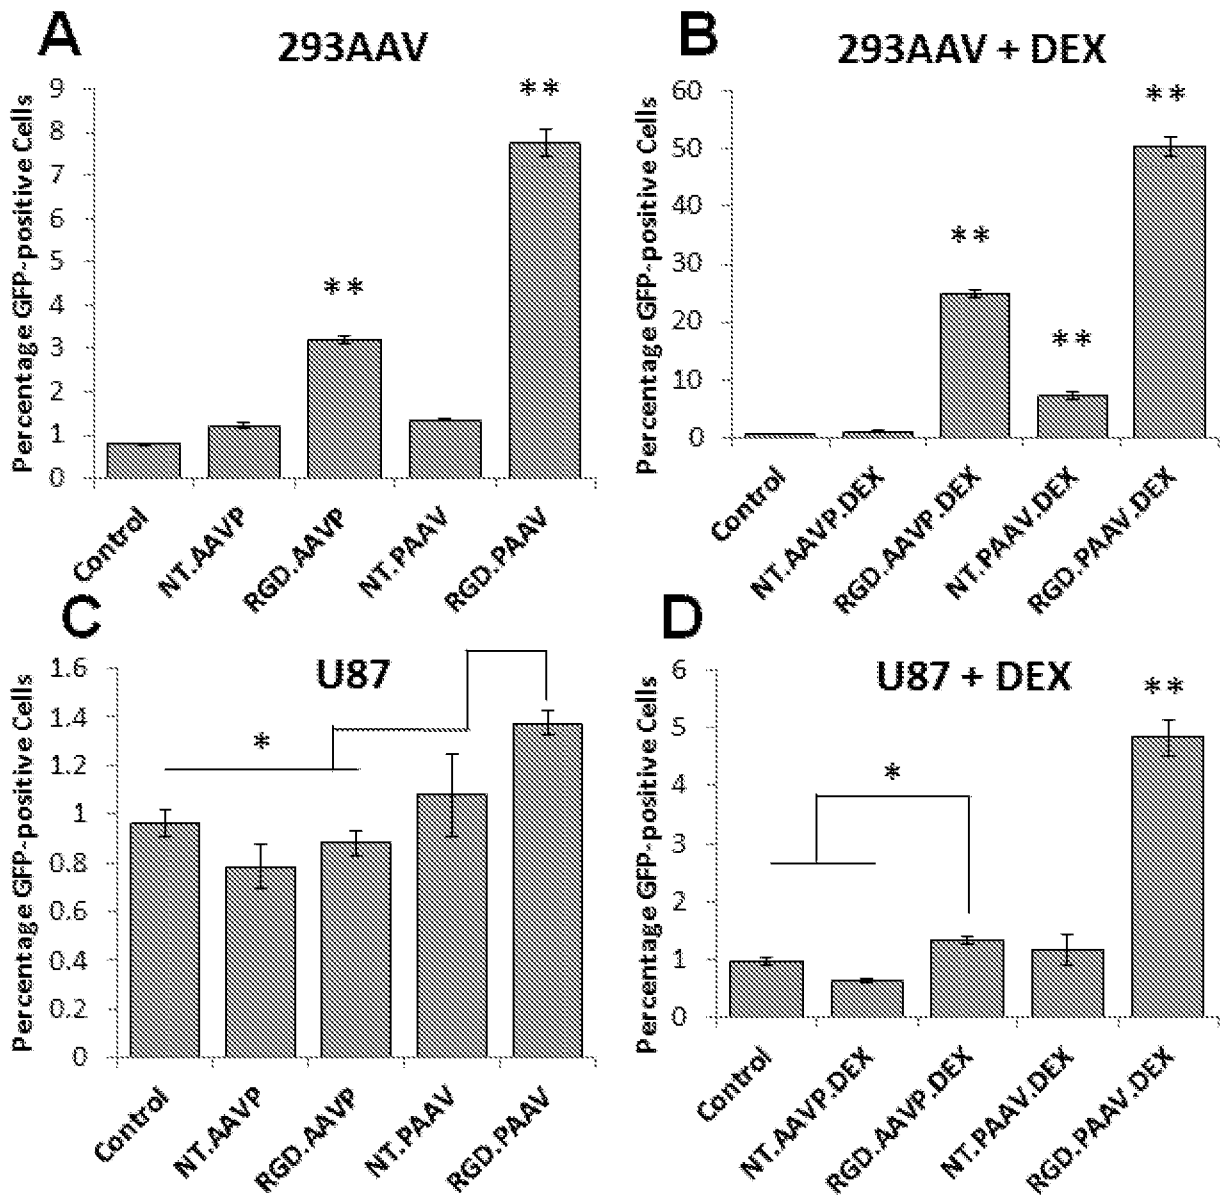 A
293AAV
Percentage GFP-positive Cells
9
8
7
6
5
4
3
2
1
0
**
**
Control
NT.AAVP
RGD.AAVP
NT.PAAV
RGD.PAAV
B
293AAV + DEX
Percentage GFP-positive Cells
60
50
40
30
20
10
0
**
**
**
Control
NT.AAVP.DEX
RGD.AAVP.DEX
NT.PAAV.DEX
RGD.PAAV.DEX
C
U87
Percentage GFP-positive Cells
1.6
1.4
1.2
1
0.8
0.6
0.4
0.2
0
*
Control
NT.AAVP
RGD.AAVP
NT.PAAV
RGD.PAAV
D
U87 + DEX
Percentage GFP-positive Cells
6
5
4
3
2
1
0
*
**
Control
NT.AAVP.DEX
RGD.AAVP.DEX
NT.PAAV.DEX
RGD.PAAV.DEX